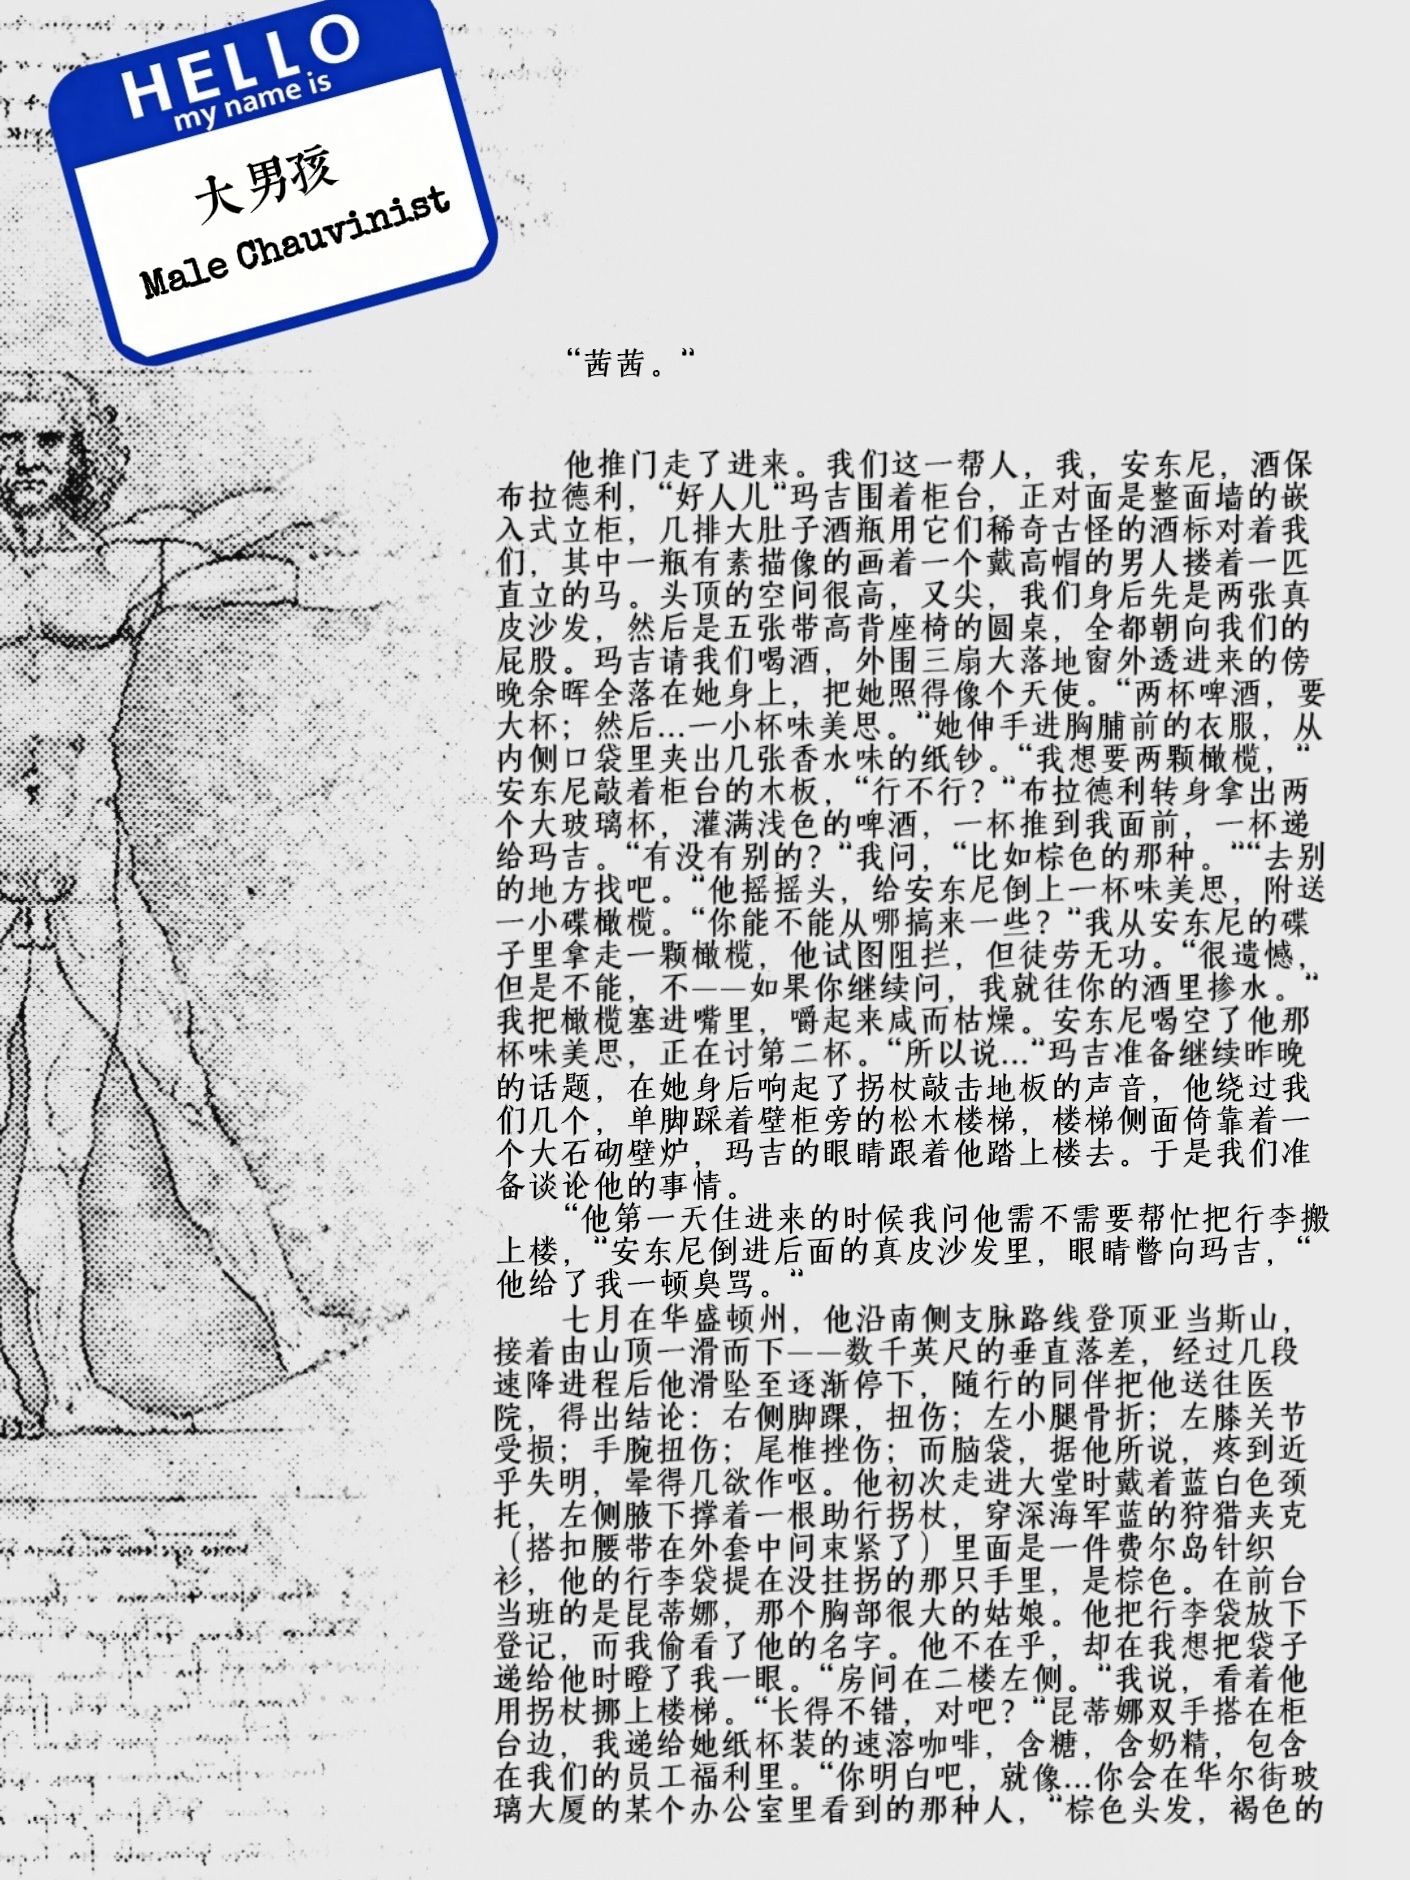 HELLO
my name is
大男孩
Male Chauvinist
“茜茜。”
他推门走了进来。我们这一帮人，我，安东尼，酒保
布拉德利，“好人儿”玛吉围着柜台，正对面是整面墙的嵌
入式立柜，几排大肚子酒瓶用它们稀奇古怪的酒标对着我
们，其中一瓶有素描像的画着一个戴高帽的男人搂着一匹
直立的马。头顶的空间很高，又尖，我们身后先是两张真
皮沙发，然后是五张带高背座椅的圆桌，全都朝向我们的
屁股。玛吉请我们喝酒，外围三扇大落地窗外透进来的傍
晚余晖全落在她身上，把她照得像个天使。“两杯啤酒，要
大杯；然后...一小杯味美思。”她伸手进胸脯前的衣服，从
内侧口袋里夹出几张香水味的纸钞。“我想要两颗橄榄，”
安东尼敲着柜台的木板，“行不行？”布拉德利转身拿出两
个大玻璃杯，灌满浅色的啤酒，一杯推到我面前，一杯递
给玛吉。“有没有别的？”我问，“比如棕色的那种。”“去别
的地方找吧。”他摇摇头，给安东尼倒上一杯味美思，附送
一小碟橄榄。“你能不能从哪搞来一些？”我从安东尼的碟
子里拿走一颗橄榄，他试图阻拦，但徒劳无功。“很遗憾，
但是不能，不——如果你继续问，我就往你的酒里掺水。”
我把橄榄塞进嘴里，嚼起来咸而枯燥。安东尼喝空了他那
杯味美思，正在讨第二杯。“所以说...”玛吉准备继续昨晚
的话题，在她身后响起了拐杖敲击地板的声音，他绕过我
们几个，单脚踩着壁柜旁的松木楼梯，楼梯侧面倚靠着一
个大石砌壁炉，玛吉的眼睛跟着他踏上楼去。于是我们准
备谈论他的事情。
“他第一天住进来的时候我问他需不需要帮忙把行李搬
上楼，”安东尼倒进后面的真皮沙发里，眼睛瞥向玛吉，“
他给了我一顿臭骂。”
七月在华盛顿州，他沿南侧支脉路线登顶亚当斯山，
接着由山顶一滑而下——数千英尺的垂直落差，经过几段
速降进程后他滑坠至逐渐停下，随行的同伴把他送往医
院，得出结论：右侧脚踝，扭伤；左小腿骨折；左膝关节
受损；手腕扭伤；尾椎挫伤；而脑袋，据他所说，疼到近
乎失明，晕得几欲作呕。他初次走进大堂时戴着蓝白色颈
托，左侧腋下撑着一根助行拐杖，穿深海军蓝的狩猎夹克
（搭扣腰带在外套中间束紧了）里面是一件费尔岛针织
衫，他的行李袋提在没拄拐的那只手里，是棕色。在前台
当班的是昆蒂娜，那个胸部很大的姑娘。他把行李袋放下
登记，而我偷看了他的名字。他不在乎，却在我想把袋子
递给他时瞪了我一眼。“房间在二楼左侧。”我说，看着他
用拐杖挪上楼梯。“长得不错，对吧？”昆蒂娜双手搭在柜
台边，我递给她纸杯装的速溶咖啡，含糖，含奶精，包含
在我们的员工福利里。“你明白吧，就像...你会在华尔街玻
璃大厦的某个办公室里看到的那种人，”棕色头发，褐色的